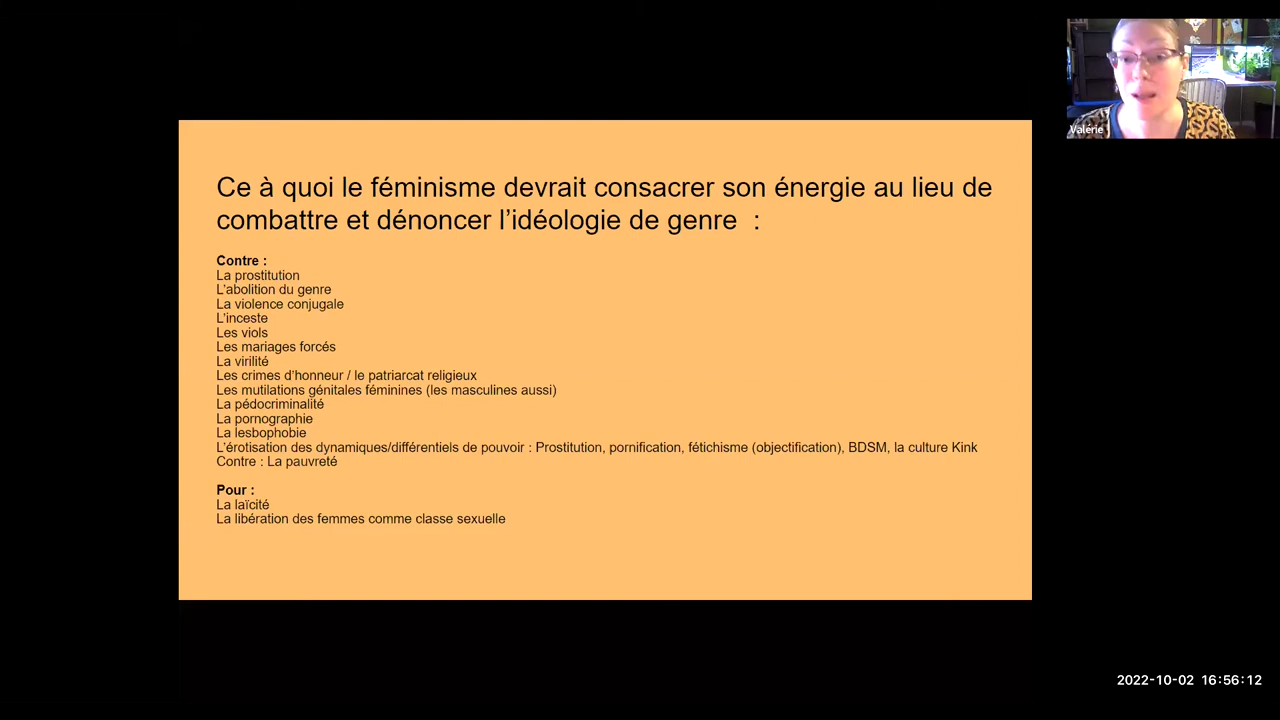 Ce à quoi le féminisme devrait consacrer son énergie au lieu de
combattre et dénoncer l’idéologie de genre  :
Contre :
La prostitution
L’abolition du genre
La violence conjugale
L’inceste
Les viols
Les mariages forcés
La virilité
Les crimes d’honneur / le patriarcat religieux
Les mutilations génitales féminines (les masculines aussi)
La pédocriminalité
La pornographie
La lesbophobie
L’érotisation des dynamiques/différentiels de pouvoir : Prostitution, pornification, fétichisme (objectification), BDSM, la culture Kink
Contre : La pauvreté
Pour :
La laïcité
La libération des femmes comme classe sexuelle
Valérie
2022-10-02 16:56:12